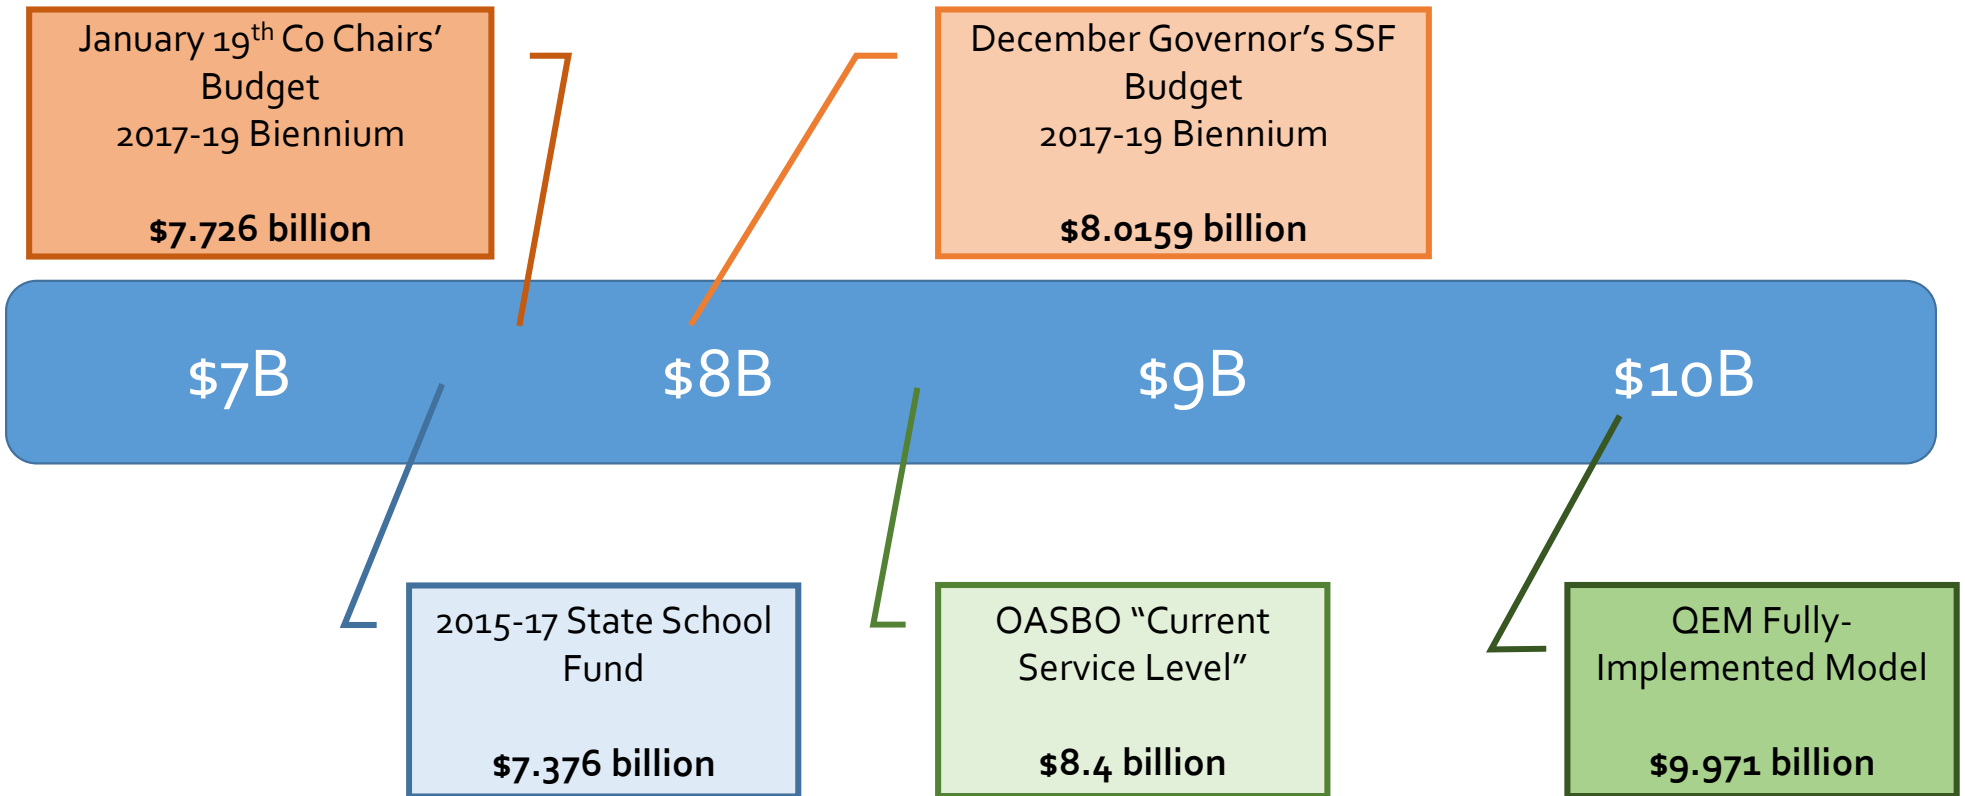 January 19th Co Chairs’
Budget
2017-19 Biennium
$7.726 billion
December Governor’s SSF
Budget
2017-19 Biennium
$8.0159 billion
$7B
$8B
$9B
$10B
2015-17 State School
Fund
$7.376 billion
OASBO “Current
Service Level”
$8.4 billion
QEM Fully-
Implemented Model
$9.971 billion